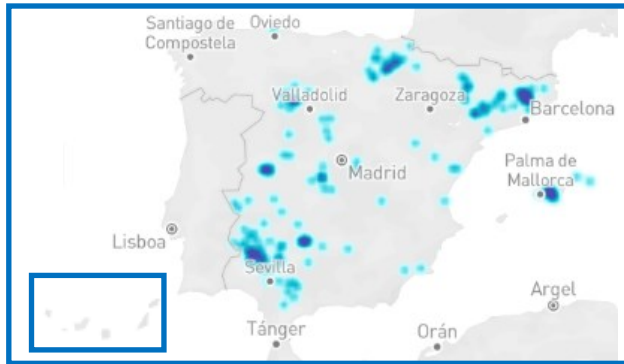 Santiago de
Compostela
Oviedo
Valladolid
Zaragoza
Barcelona
Madrid
Palma de
Mallorca
Lisboa
Sevilla
Argel
Tánger
Orán